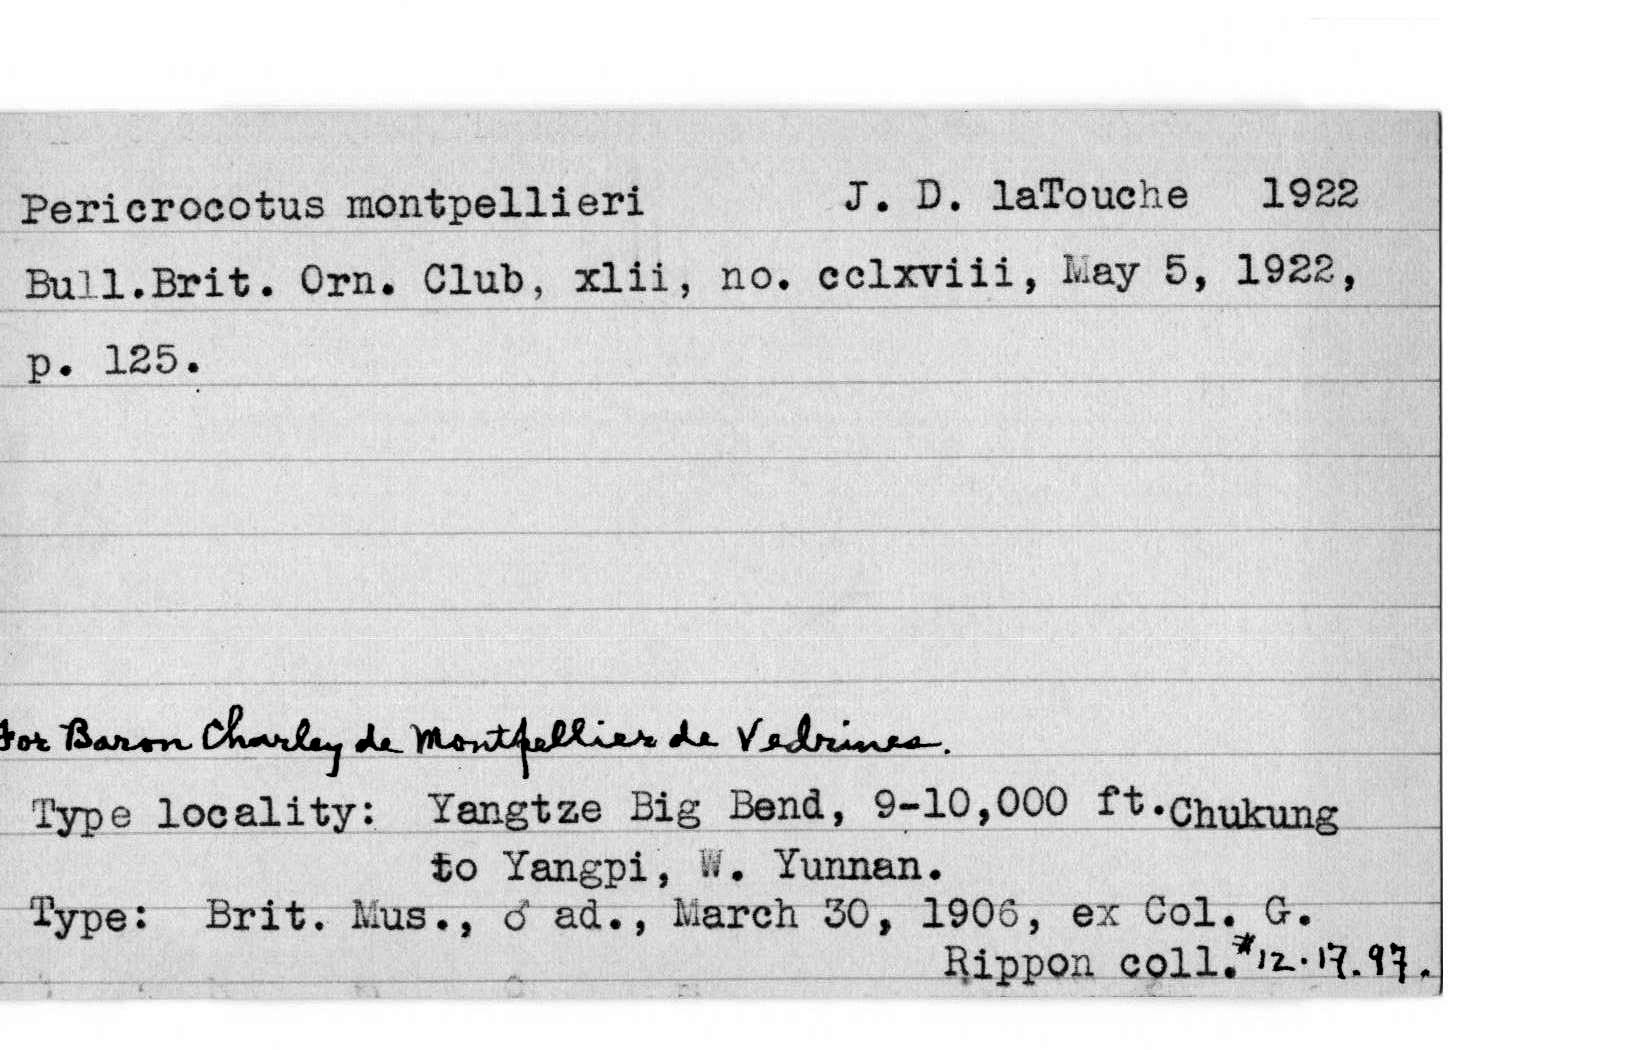 Pericrocotus montpellieri J. D. laTouche 1922
Bull.Brit. Orn. Club, xlii, no. cclxviii, May 5, 1922,
p. 125.
For Baron Charley de Montpellier de Vedrines.
Type locality: Yangtze Big Bend, 9-10,000 ft.Chukung
to Yangpi, W. Yunnan.
Type: Brit. Mus., ♂ ad., March 30, 1906, ex Col. G.
Rippon coll.#12.17.97.